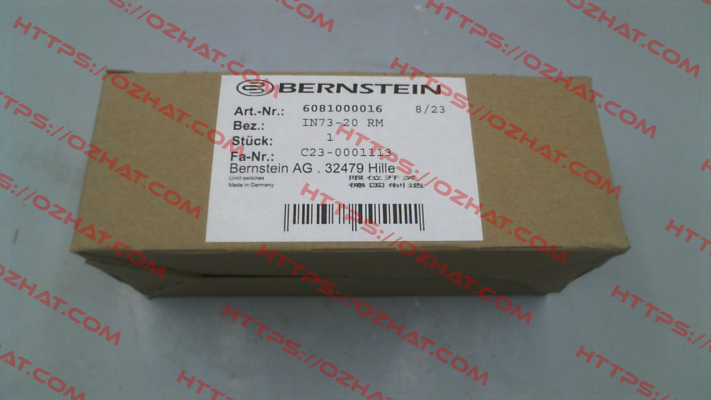 BERNSTEIN
Art.-Nr.: 6081000016 8/23
Bez.: IN73-20 RM
Stück: 1
Fa-Nr.: C23-0001113
Bernstein AG . 32479 Hille
Limit switches 限位开关
Made in Germany 德国制造
HTTPS://OZHAT.COM